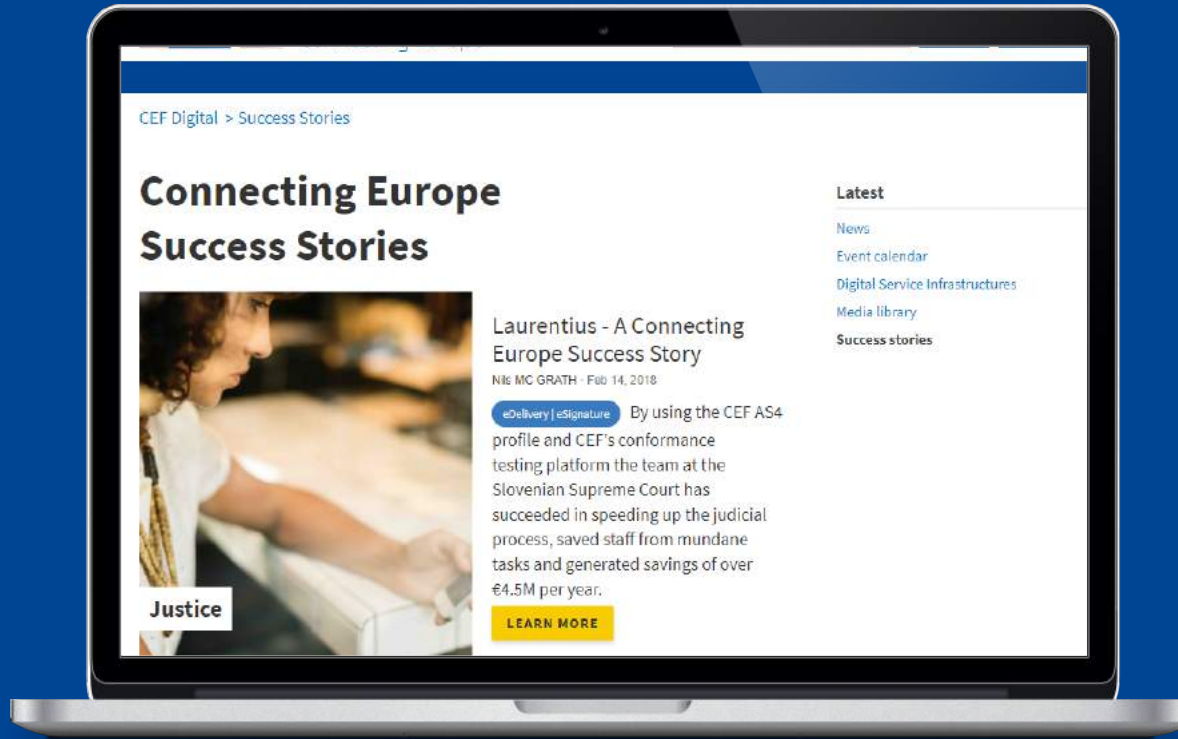 CEF Digital > Success Stories
Connecting Europe
Success Stories
Justice
Laurentius - A Connecting
Europe Success Story
Nils MC GRATH - Feb 14, 2018
eDelivery | eSignature By using the CEF AS4
profile and CEF's conformance
testing platform the team at the
Slovenian Supreme Court has
succeeded in speeding up the judicial
process, saved staff from mundane
tasks and generated savings of over
€4.5M per year.
LEARN MORE
Latest
News
Event calendar
Digital Service Infrastructures
Media library
Success stories